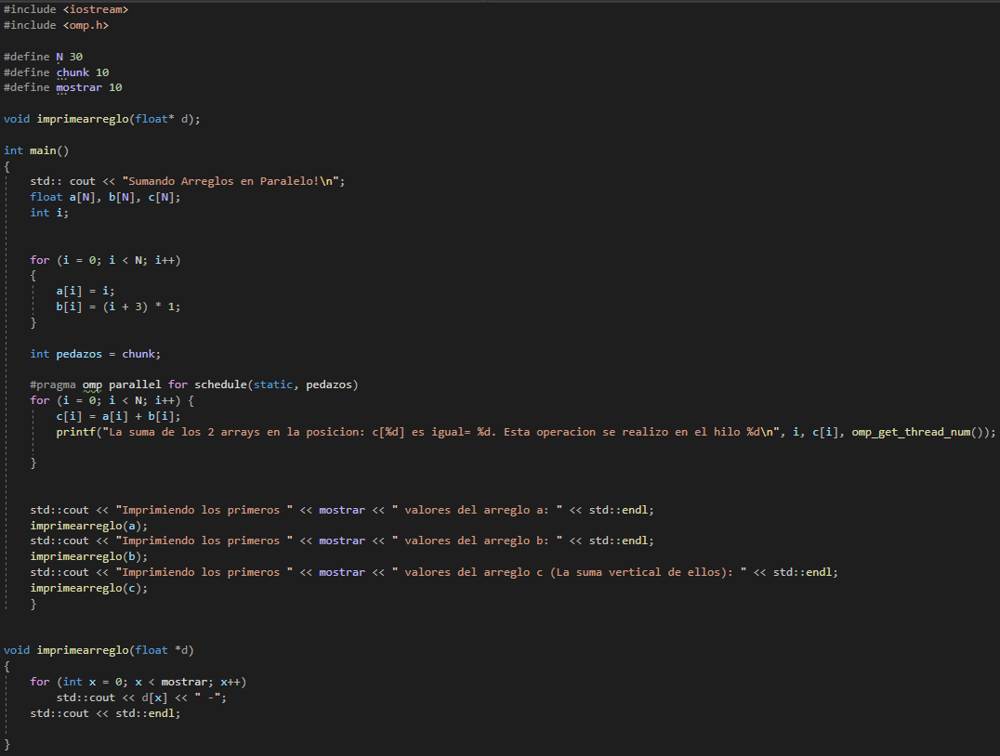 #include <iostream>
#include <omp.h>
#define N 30
#define chunk 10
#define mostrar 10
void imprimearreglo(float* d);
int main()
{
std:: cout << "Sumando Arreglos en Paralelo!\n";
float a[N], b[N], c[N];
int i;
for (i = 0; i < N; i++)
{
a[i] = i;
b[i] = (i + 3) * 1;
}
int pedazos = chunk;
#pragma omp parallel for schedule(static, pedazos)
for (i = 0; i < N; i++) {
c[i] = a[i] + b[i];
printf("La suma de los 2 arrays en la posicion: c[%d] es igual= %d. Esta operacion se realizo en el hilo %d\n", i, c[i], omp_get_thread_num());
}
std::cout << "Imprimiendo los primeros " << mostrar << " valores del arreglo a: " << std::endl;
imprimearreglo(a);
std::cout << "Imprimiendo los primeros " << mostrar << " valores del arreglo b: " << std::endl;
imprimearreglo(b);
std::cout << "Imprimiendo los primeros " << mostrar << " valores del arreglo c (La suma vertical de ellos): " << std::endl;
imprimearreglo(c);
}
void imprimearreglo(float *d)
{
for (int x = 0; x < mostrar; x++)
std::cout << d[x] << " -";
std::cout << std::endl;
}